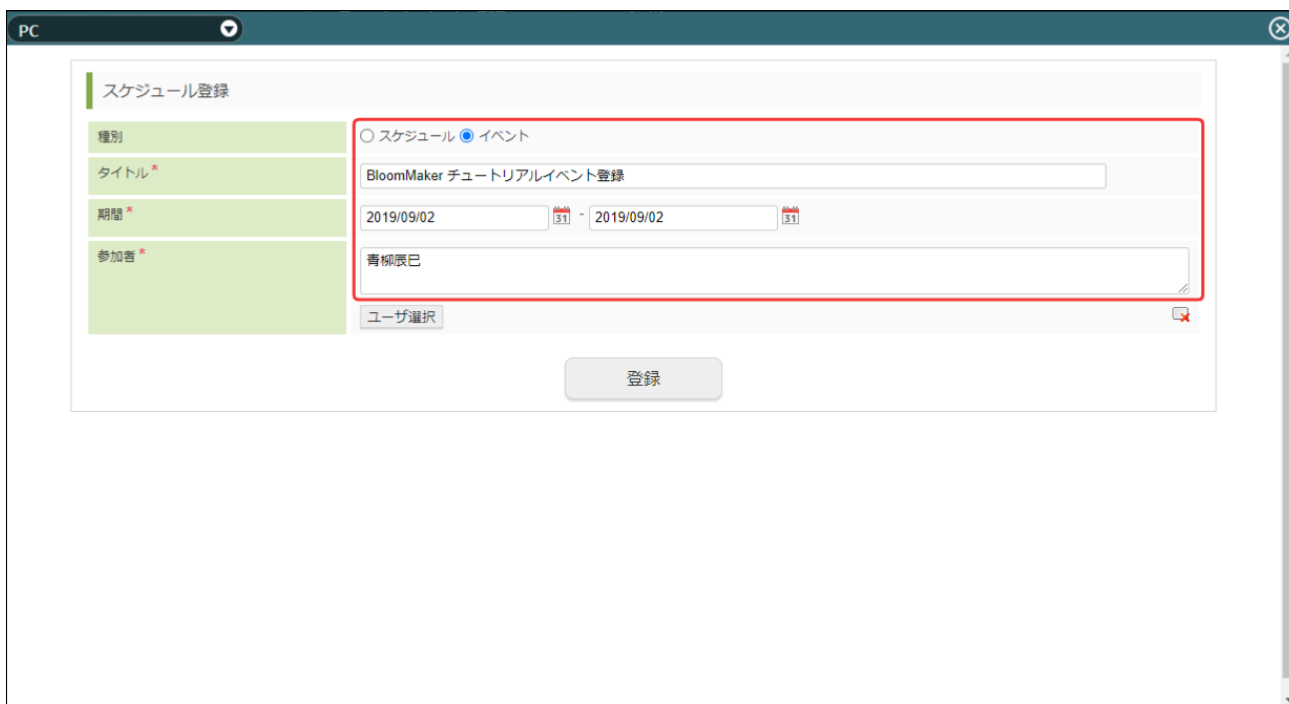 PC
スケジュール登録
種別
スケジュール イベント
タイトル *
BloomMaker チュートリアルイベント登録
期間 *
2019/09/02 31 - 2019/09/02 31
参加者 *
青柳辰巳
ユーザ選択
登録